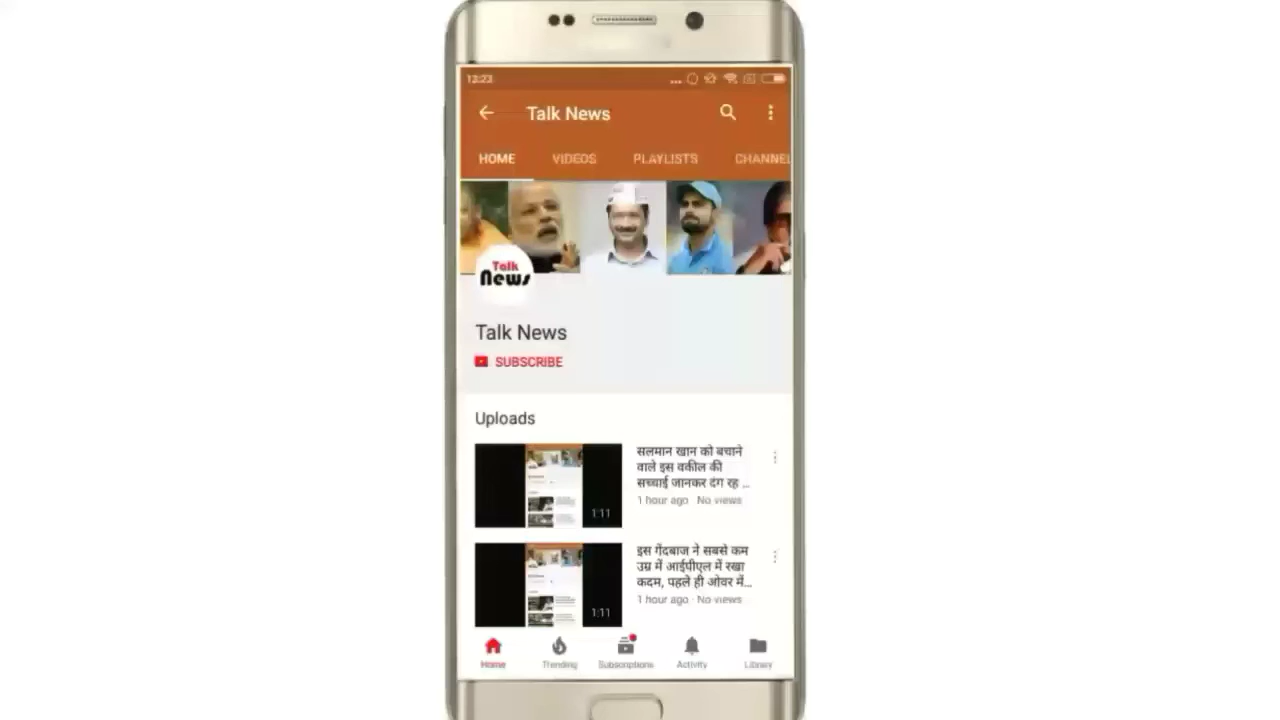 13:23
Talk News
HOME VIDEOS PLAYLISTS CHANNEL
Talk
News
Talk News
SUBSCRIBE
Uploads
सलमान खान को बचाने
वाले इस वकील की
सच्चाई जानकर दंग रह ...
1 hour ago · No views
1:11
इस गेंदबाज ने सबसे कम
उम्र में आईपीएल में रखा
कदम, पहले ही ओवर में...
1 hour ago · No views
1:11
Home Trending Subscriptions Activity Library